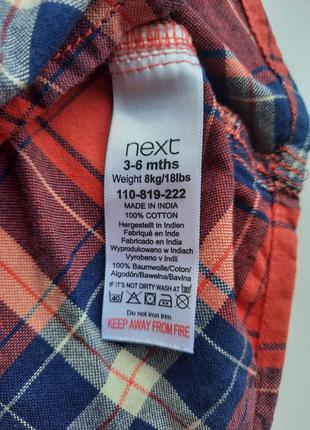 next
3-6 mths
Weight 8kg/18lbs
110-819-222
MADE IN INDIA
100% COTTON
Hergestellt in Indien
Fabriqué en Inde
Fabricado en India
Wyprodukowano w Indiach
Vyrobeno v Indii
100% Baumwolle/Coton/
Algodón/Bawełna/Bavlna
IF IT'S NOT DIRTY WASH AT 30
40
Do not iron trim
KEEP AWAY FROM FIRE